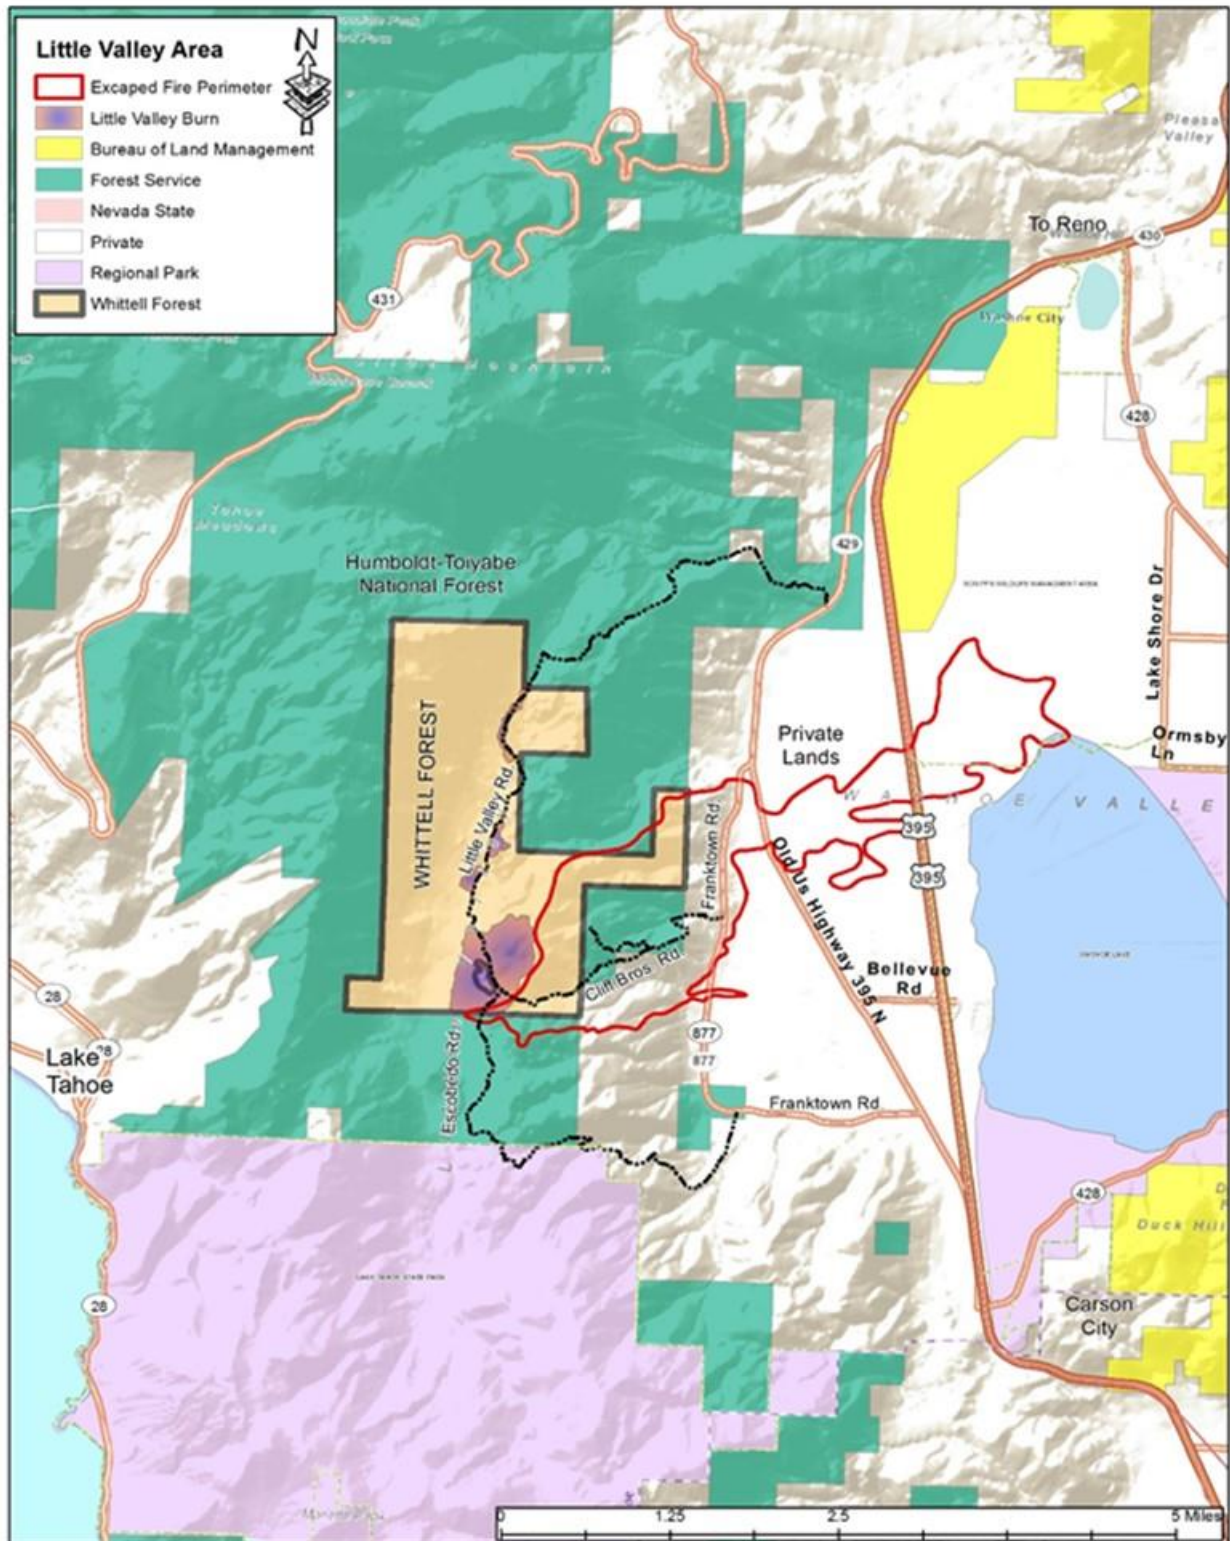 Little Valley Area
N
Excaped Fire Perimeter
Little Valley Burn
Bureau of Land Management
Forest Service
Nevada State
Private
Regional Park
Whittell Forest
Pleasa
Valley
To Reno
430
431
Washoe City
428
Humboldt-Toiyabe
National Forest
429
Lake Shore Dr
WHITTELL FOREST
Private
Lands
Ormsby
Ln
Little Valley Rd
Franktown Rd
W A H O E V A L L E
395
395
Old Us Highway 395 N
Cliff Bros Rd
Bellevue
Rd
28
877
877
Escobedo Rd
28
Lake
Tahoe
Franktown Rd
428
Duck Hill
28
Carson
City
0 1.25 2.5 5 Miles